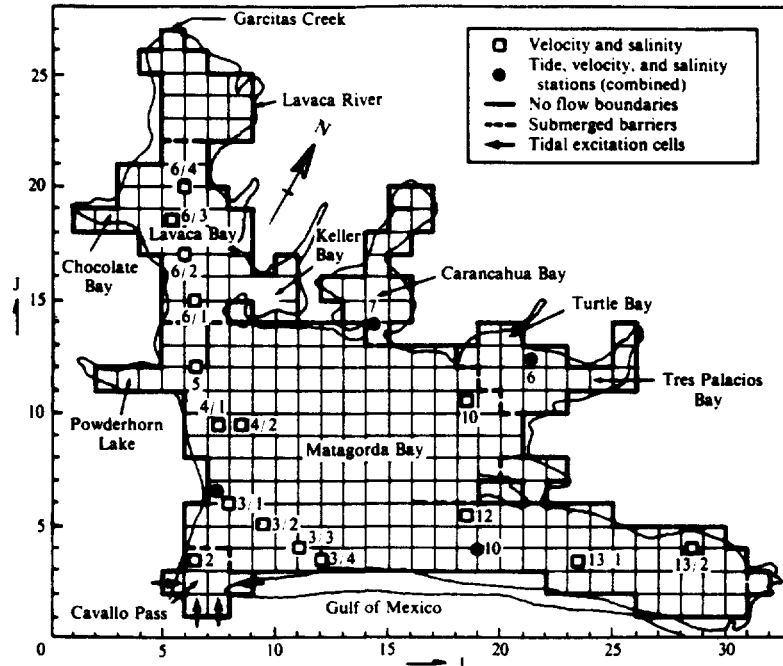 Garcitas Creek
Velocity and salinity
Tide, velocity, and salinity
stations (combined)
No flow boundaries
Submerged barriers
Tidal excitation cells
Lavaca River
N
25
20
15
10
5
0
J
6/4
6/3
Lavaca Bay
6/2
6/1
Chocolate
Bay
Keller
Bay
Carancahua Bay
7
Turtle Bay
6
Tres Palacios
Bay
5
Powderhorn
Lake
4/1
4/2
10
Matagorda Bay
3/1
3/2
3/3
3/4
12
10
13/1
13/2
2
Cavallo Pass
Gulf of Mexico
5
10
15
20
25
30
I